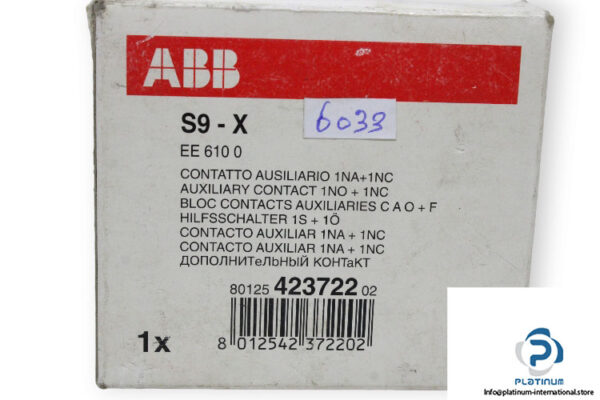 ABB
S9 - X
6033
EE 610 0
CONTATTO AUSILIARIO 1NA+1NC
AUXILIARY CONTACT 1NO + 1NC
BLOC CONTACTS AUXILIARIES C A O + F
HILFSSCHALTER 1S + 1Ö
CONTACTO AUXILIAR 1NA + 1NC
CONTACTO AUXILIAR 1NA + 1NC
ДОПОЛНИТеЛЬНЫЙ КОНТаКТ
80125 423722 02
1x
8 012542 372202
PLATINUM
Info@platinum-international.store